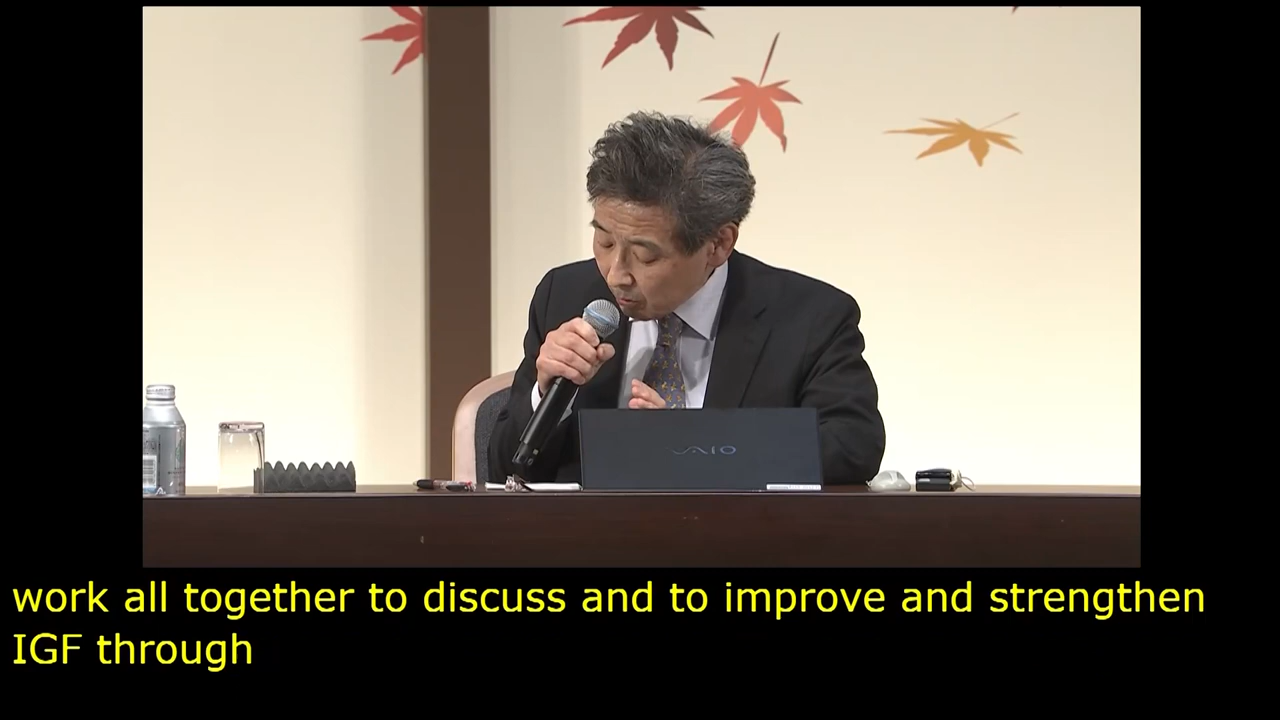 VAIO
work all together to discuss and to improve and strengthen
IGF through